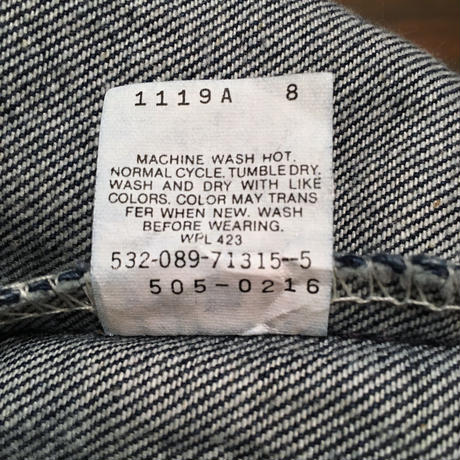 1119A 8
MACHINE WASH HOT.
NORMAL CYCLE, TUMBLE DRY.
WASH AND DRY WITH LIKE
COLORS. COLOR MAY TRANS
FER WHEN NEW. WASH
BEFORE WEARING.
WPL 423
532-089-71315--5
505-0216